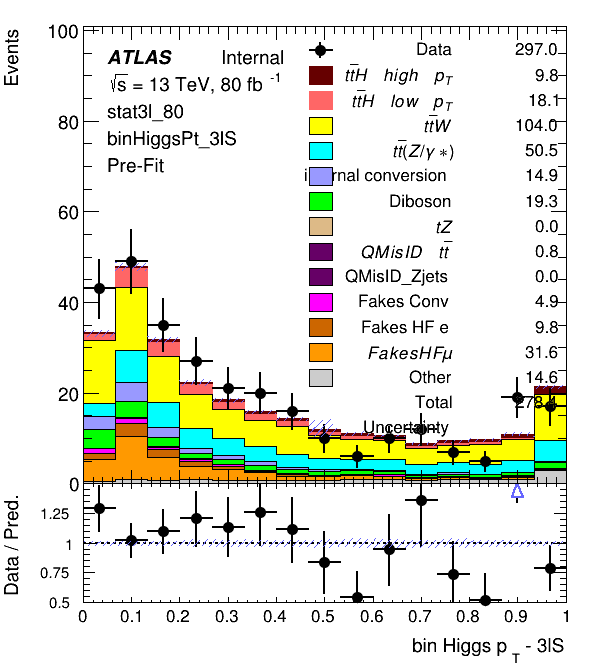 Events
100
80
60
40
20
0
ATLAS Internal
√s = 13 TeV, 80 fb -1
stat3l_80
binHiggsPt_3lS
Pre-Fit
Data 297.0
tt̄H high pT 9.8
tt̄H low pT 18.1
tt̄W 104.0
tt̄(Z/γ *) 50.5
internal conversion 14.9
Diboson 19.3
tZ 0.0
QMisID tt̄ 0.8
QMisID_Zjets 0.0
Fakes Conv 4.9
Fakes HF e 9.8
FakesHFμ 31.6
Other 14.6
Total 278.4
Uncertainty
Data / Pred.
1.25
1
0.75
0.5
0 0.1 0.2 0.3 0.4 0.5 0.6 0.7 0.8 0.9 1
bin Higgs p T - 3lS